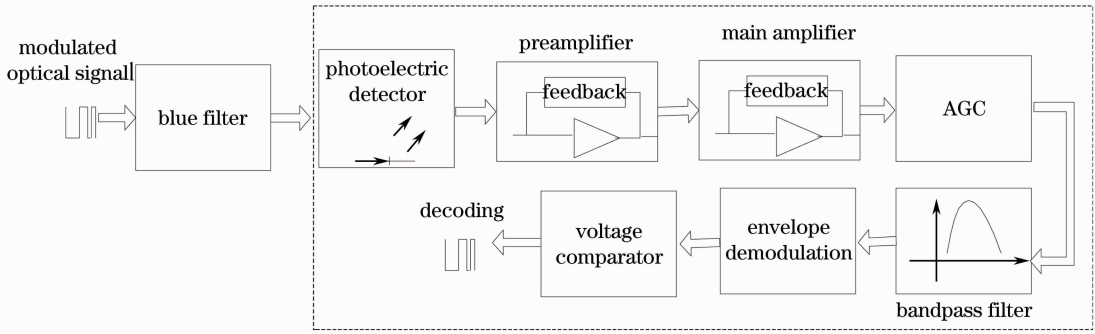 modulated
optical signall
blue filter
photoelectric
detector
preamplifier
feedback
main amplifier
feedback
AGC
bandpass filter
envelope
demodulation
voltage
comparator
decoding